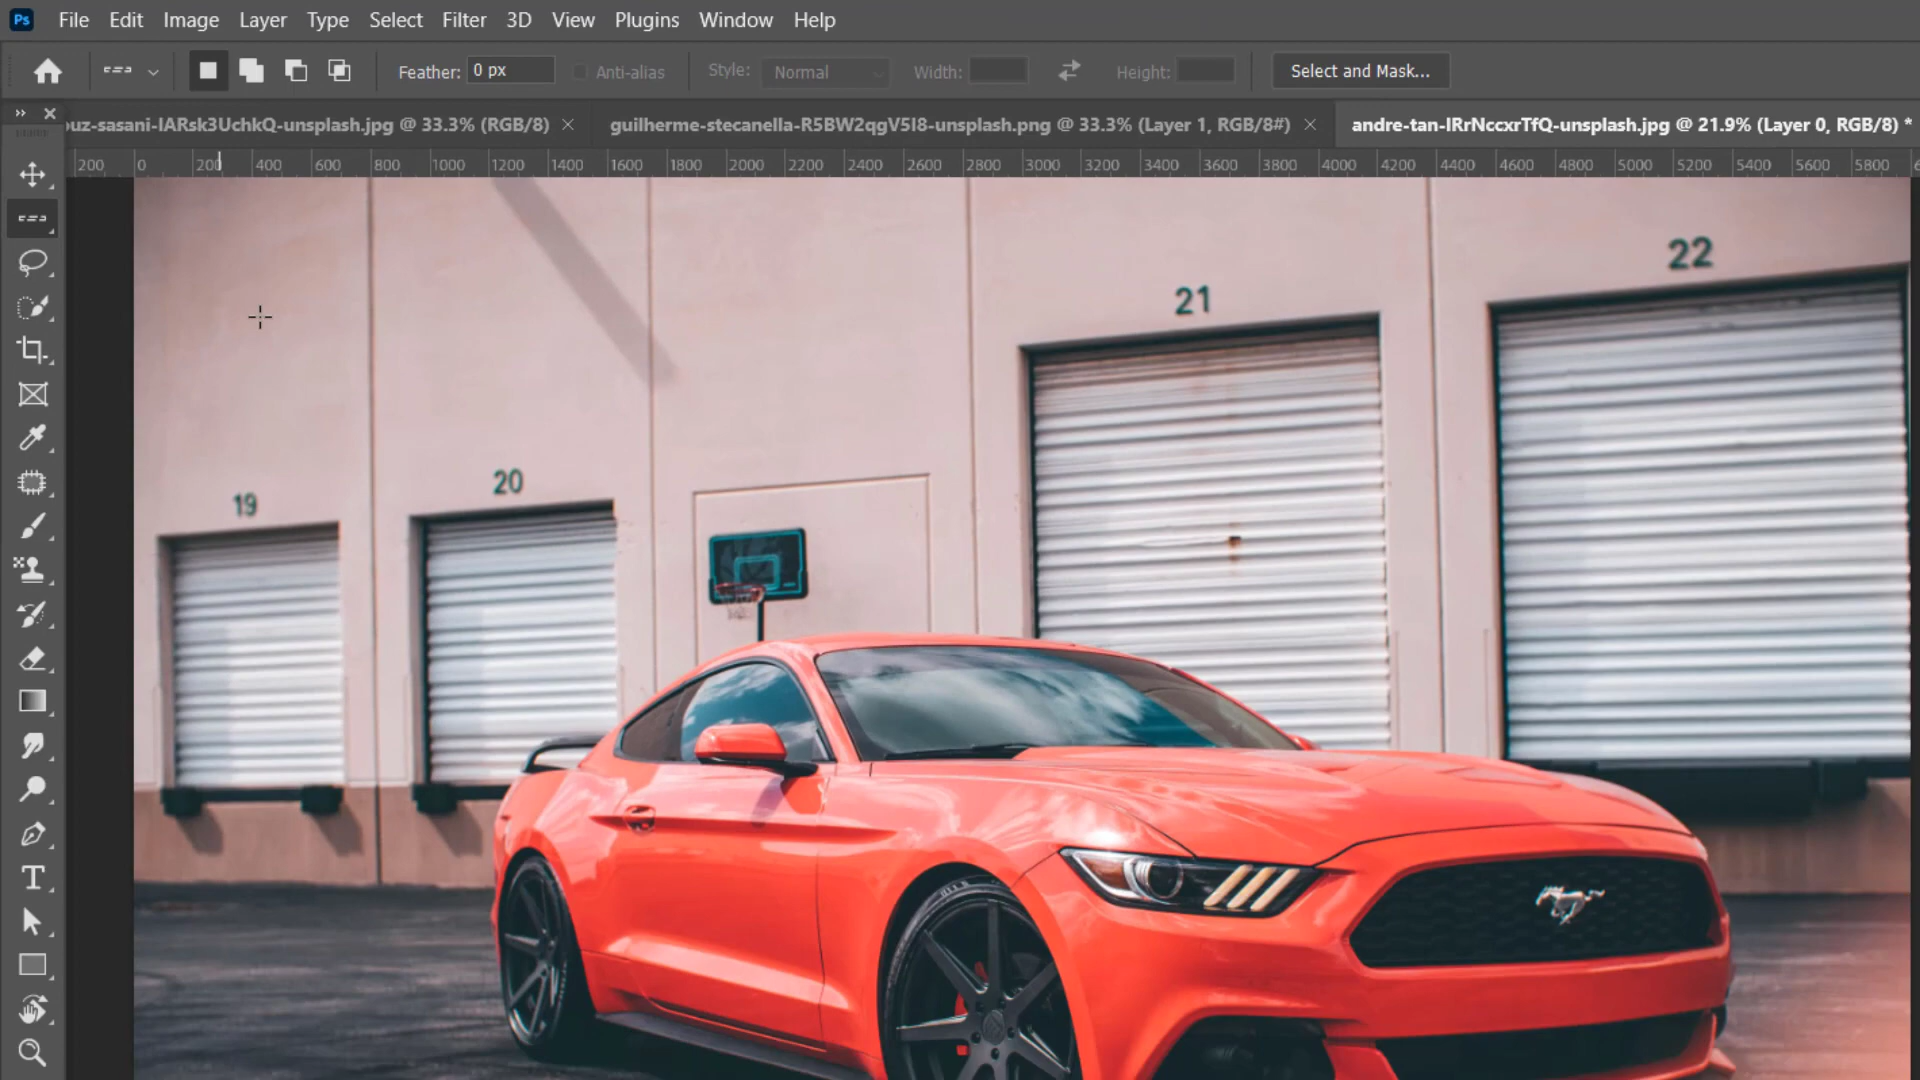 Ps File Edit Image Layer Type Select Filter 3D View Plugins Window Help
Feather: 0 px Anti-alias Style: Normal Width: Height: Select and Mask...
ouz-sasani-IARsk3UchkQ-unsplash.jpg @ 33.3% (RGB/8) guilherme-stecanella-R5BW2qgV5I8-unsplash.png @ 33.3% (Layer 1, RGB/8#) andre-tan-IRrNccxrTfQ-unsplash.jpg @ 21.9% (Layer 0, RGB/8) *
200 0 200 400 600 800 1000 1200 1400 1600 1800 2000 2200 2400 2600 2800 3000 3200 3400 3600 3800 4000 4200 4400 4600 4800 5000 5200 5400 5600 5800
22
21
20
19